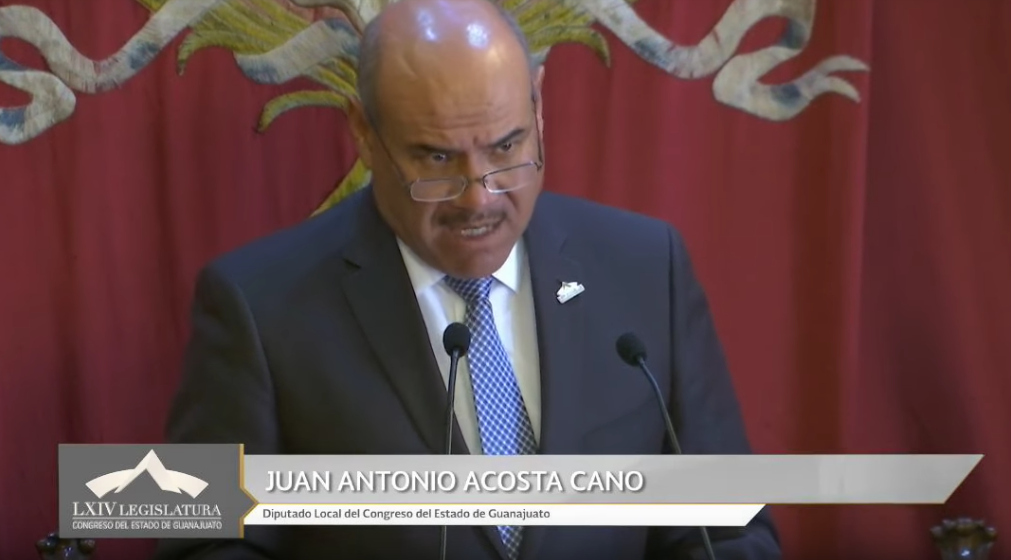 JUAN ANTONIO ACOSTA CANO
LXIV LEGISLATURA
CONGRESO DEL ESTADO DE GUANAJUATO
Diputado Local del Congreso del Estado de Guanajuato